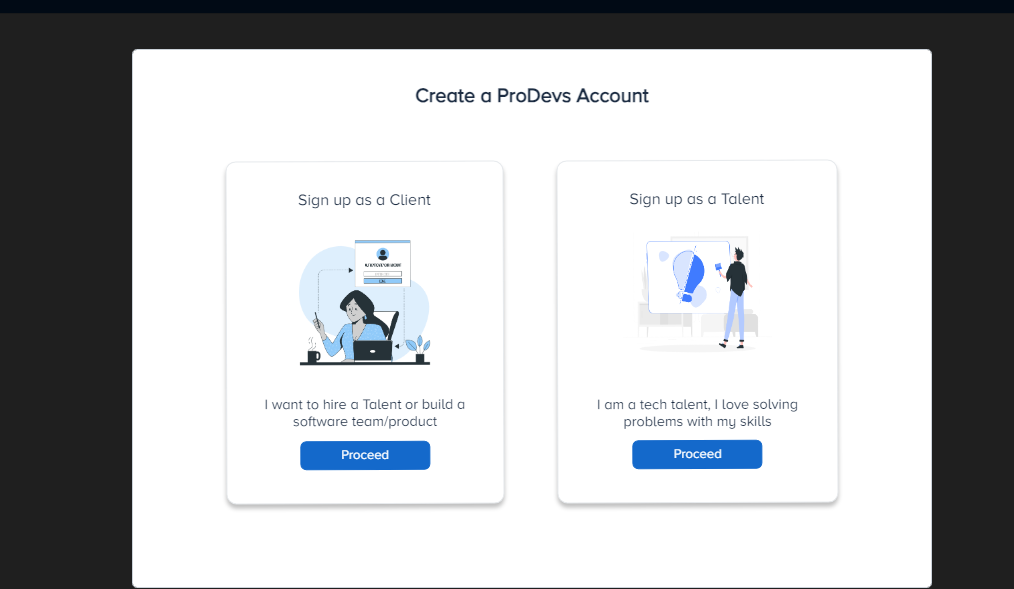 Create a ProDevs Account
Sign up as a Client
I want to hire a Talent or build a
software team/product
Proceed
Sign up as a Talent
I am a tech talent, I love solving
problems with my skills
Proceed